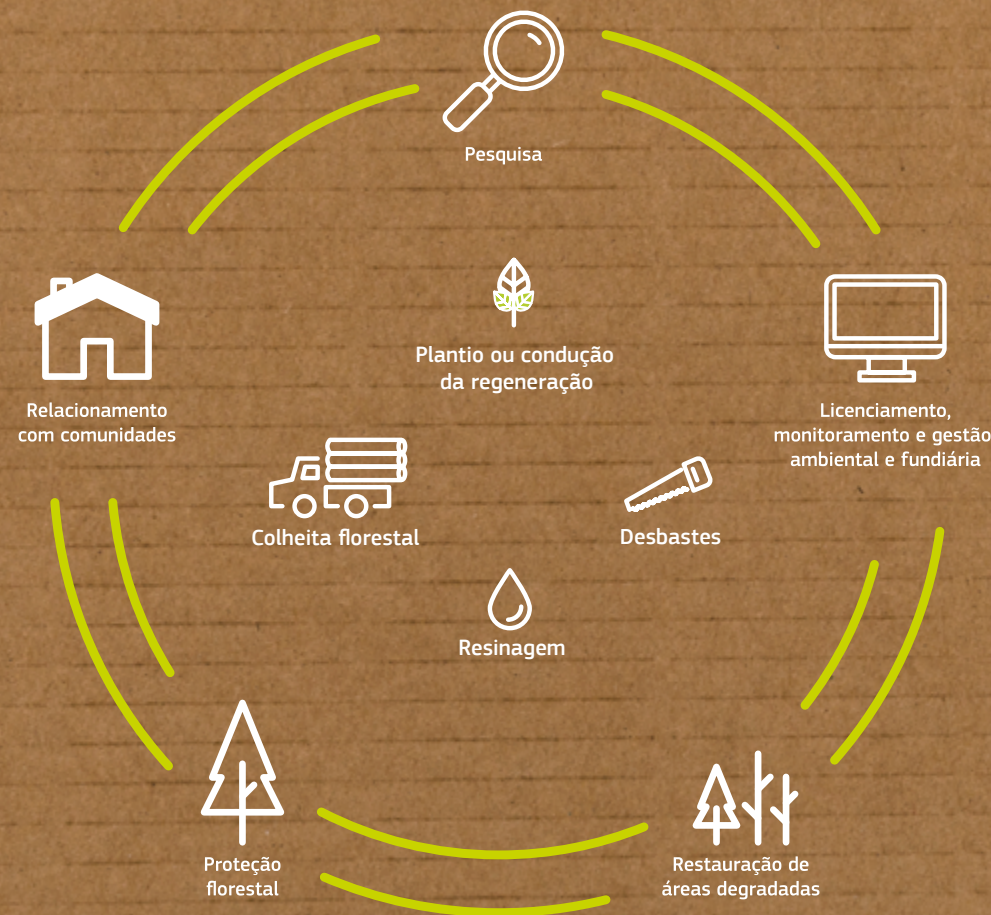 Pesquisa
Plantio ou condução
da regeneração
Relacionamento
com comunidades
Licenciamento,
monitoramento e gestão
ambiental e fundiária
Colheita florestal
Desbastes
Resinagem
Proteção
florestal
Restauração de
áreas degradadas